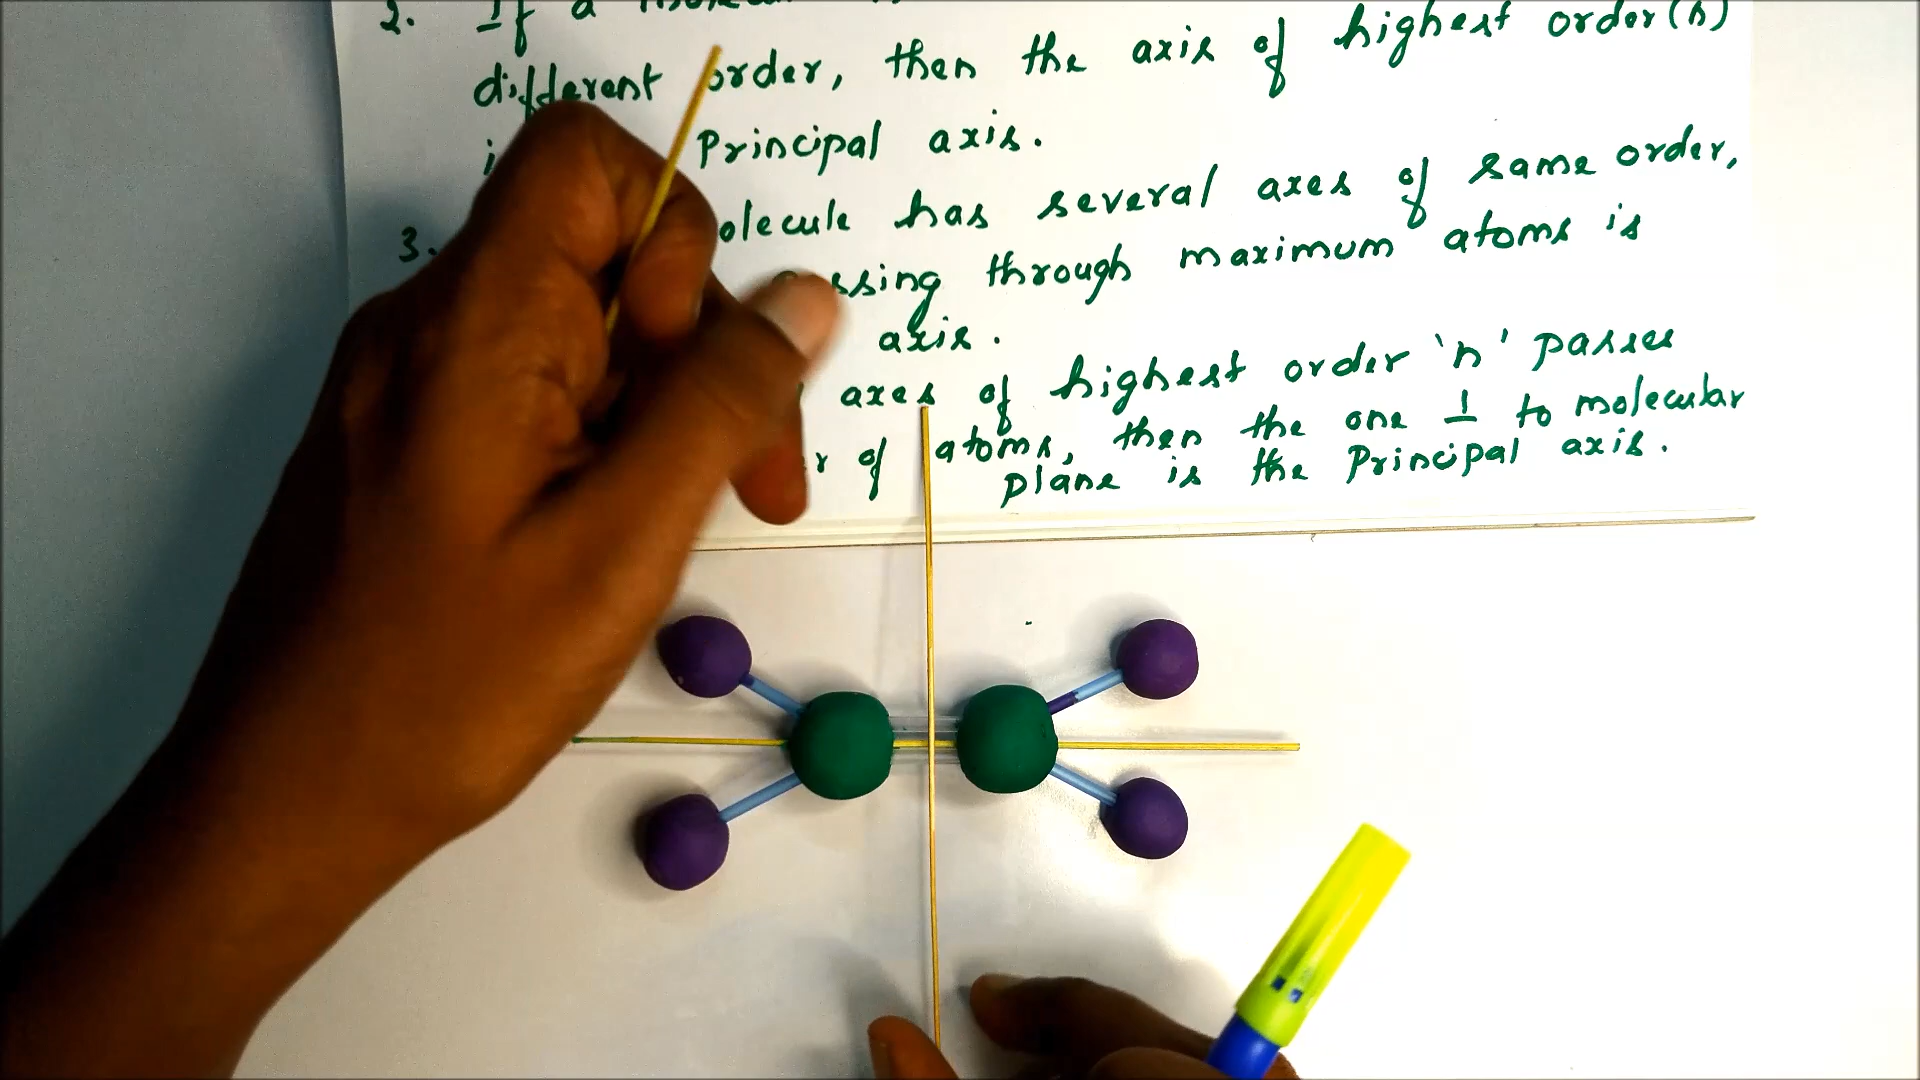 2. If a
different order, then the axis of highest order (n)
Principal axis.
3. olecule has several axes of same order,
ssing through maximum atoms is
axis.
axes of highest order 'n' passes
r of atoms, then the one ⊥ to molecular
plane is the Principal axis.